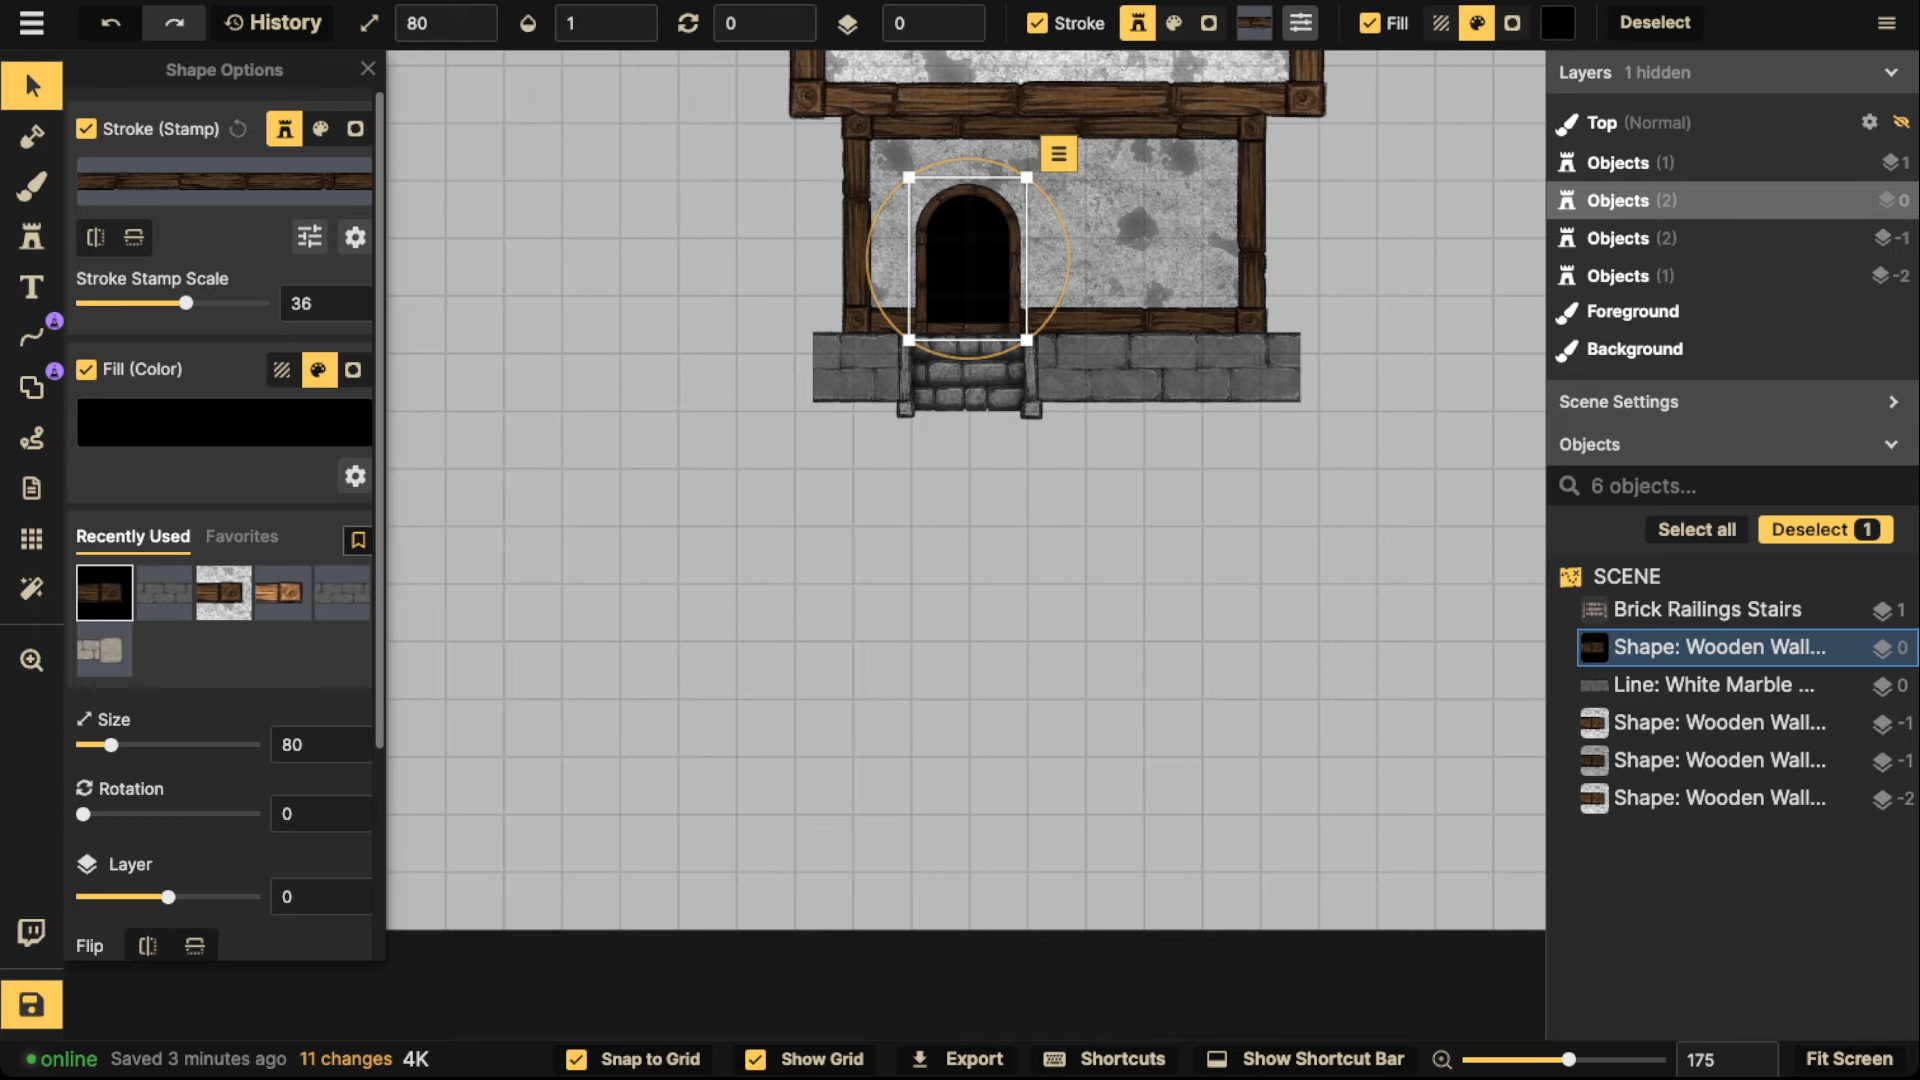 History
80
1
0
0
Stroke
Fill
Deselect
Shape Options
Stroke (Stamp)
Stroke Stamp Scale
36
Fill (Color)
Recently Used
Favorites
Size
80
Rotation
0
Layer
0
Flip
Layers 1 hidden
Top (Normal)
Objects (1) 1
Objects (2) 0
Objects (2) -1
Objects (1) -2
Foreground
Background
Scene Settings
Objects
6 objects...
Select all
Deselect 1
SCENE
Brick Railings Stairs 1
Shape: Wooden Wall... 0
Line: White Marble ... 0
Shape: Wooden Wall... -1
Shape: Wooden Wall... -1
Shape: Wooden Wall... -2
online Saved 3 minutes ago 11 changes 4K
Snap to Grid
Show Grid
Export
Shortcuts
Show Shortcut Bar
175
Fit Screen